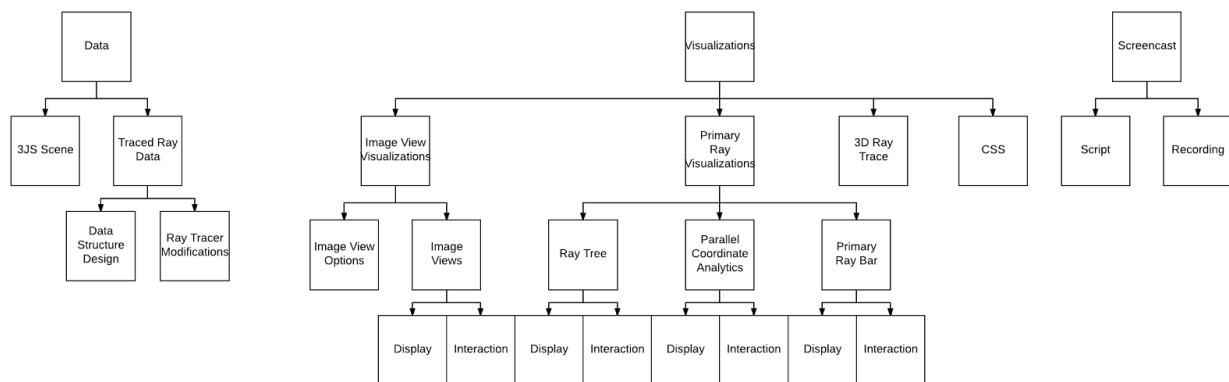 Data
Visualizations
Screencast
3JS Scene
Traced Ray
Data
Image View
Visualizations
Primary
Ray
Visualizations
3D Ray
Trace
CSS
Script
Recording
Data
Structure
Design
Ray Tracer
Modifications
Image View
Options
Image
Views
Ray Tree
Parallel
Coordinate
Analytics
Primary
Ray Bar
Display
Interaction
Display
Interaction
Display
Interaction
Display
Interaction